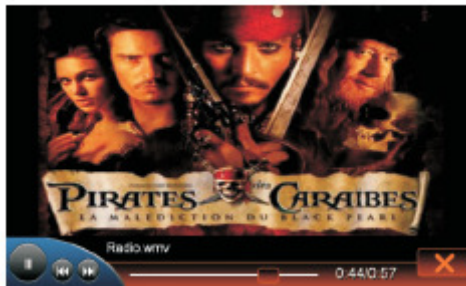 PIRATES des CARAIBES
LA MALEDICTION DU BLACK PEARL
Radio.wmv
0:44/0:57